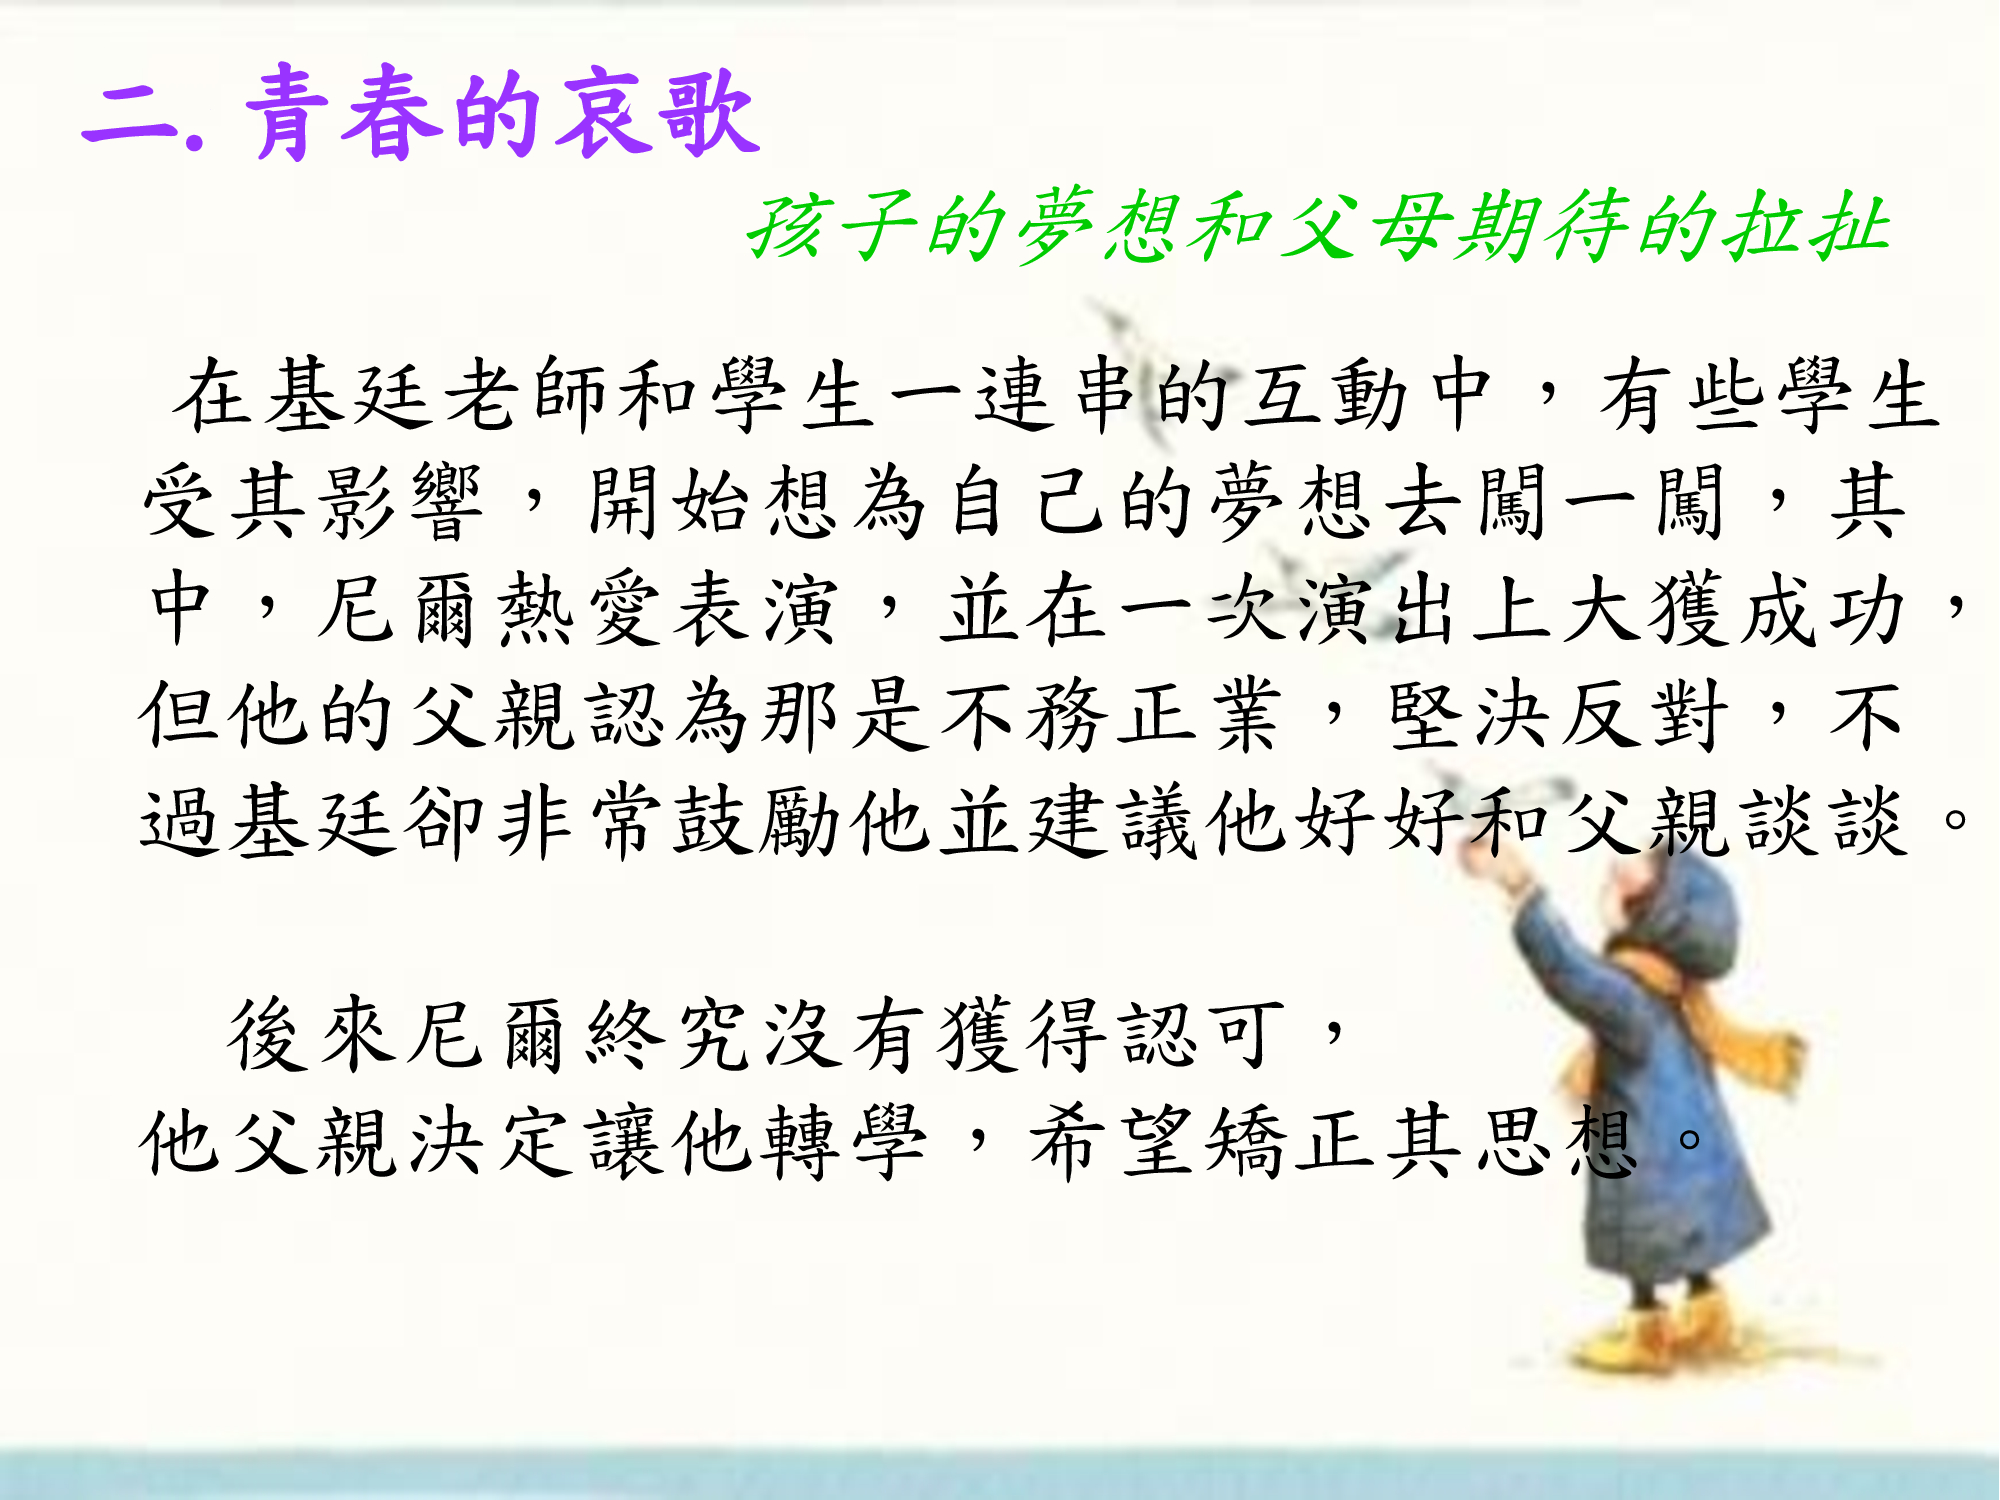 二. 青春的哀歌
孩子的夢想和父母期待的拉扯
在基廷老師和學生一連串的互動中，有些學生
受其影響，開始想為自己的夢想去闖一闖，其
中，尼爾熱愛表演，並在一次演出上大獲成功，
但他的父親認為那是不務正業，堅決反對，不
過基廷卻非常鼓勵他並建議他好好和父親談談。
後來尼爾終究沒有獲得認可，
他父親決定讓他轉學，希望矯正其思想。